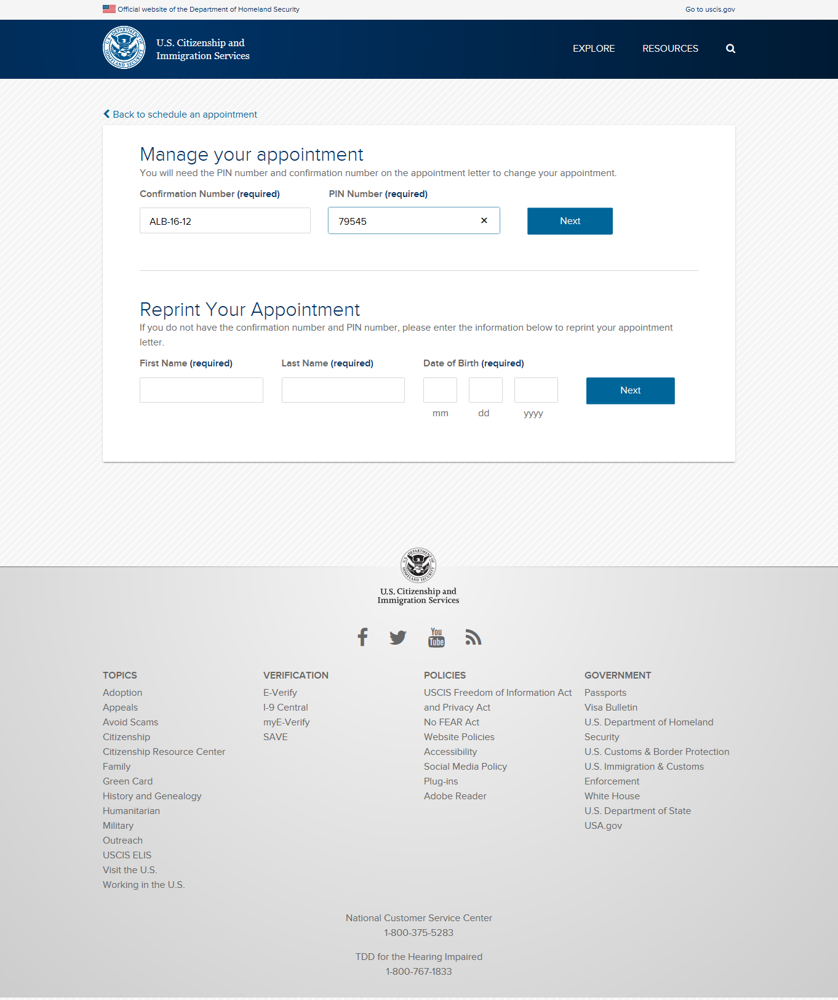 Official website of the Department of Homeland Security
Go to uscis.gov
U.S. Citizenship and
Immigration Services
EXPLORE
RESOURCES
Back to schedule an appointment
Manage your appointment
You will need the PIN number and confirmation number on the appointment letter to change your appointment.
Confirmation Number (required)
PIN Number (required)
ALB-16-12
79545
Next
Reprint Your Appointment
If you do not have the confirmation number and PIN number, please enter the information below to reprint your appointment
letter.
First Name (required)
Last Name (required)
Date of Birth (required)
Next
mm
dd
yyyy
U.S. DEPARTMENT OF HOMELAND SECURITY
U.S. Citizenship and
Immigration Services
You
Tube
TOPICS
Adoption
Appeals
Avoid Scams
Citizenship
Citizenship Resource Center
Family
Green Card
History and Genealogy
Humanitarian
Military
Outreach
USCIS ELIS
Visit the U.S.
Working in the U.S.
VERIFICATION
E-Verify
I-9 Central
myE-Verify
SAVE
POLICIES
USCIS Freedom of Information Act
and Privacy Act
No FEAR Act
Website Policies
Accessibility
Social Media Policy
Plug-ins
Adobe Reader
GOVERNMENT
Passports
Visa Bulletin
U.S. Department of Homeland
Security
U.S. Customs & Border Protection
U.S. Immigration & Customs
Enforcement
White House
U.S. Department of State
USA.gov
National Customer Service Center
1-800-375-5283
TDD for the Hearing Impaired
1-800-767-1833